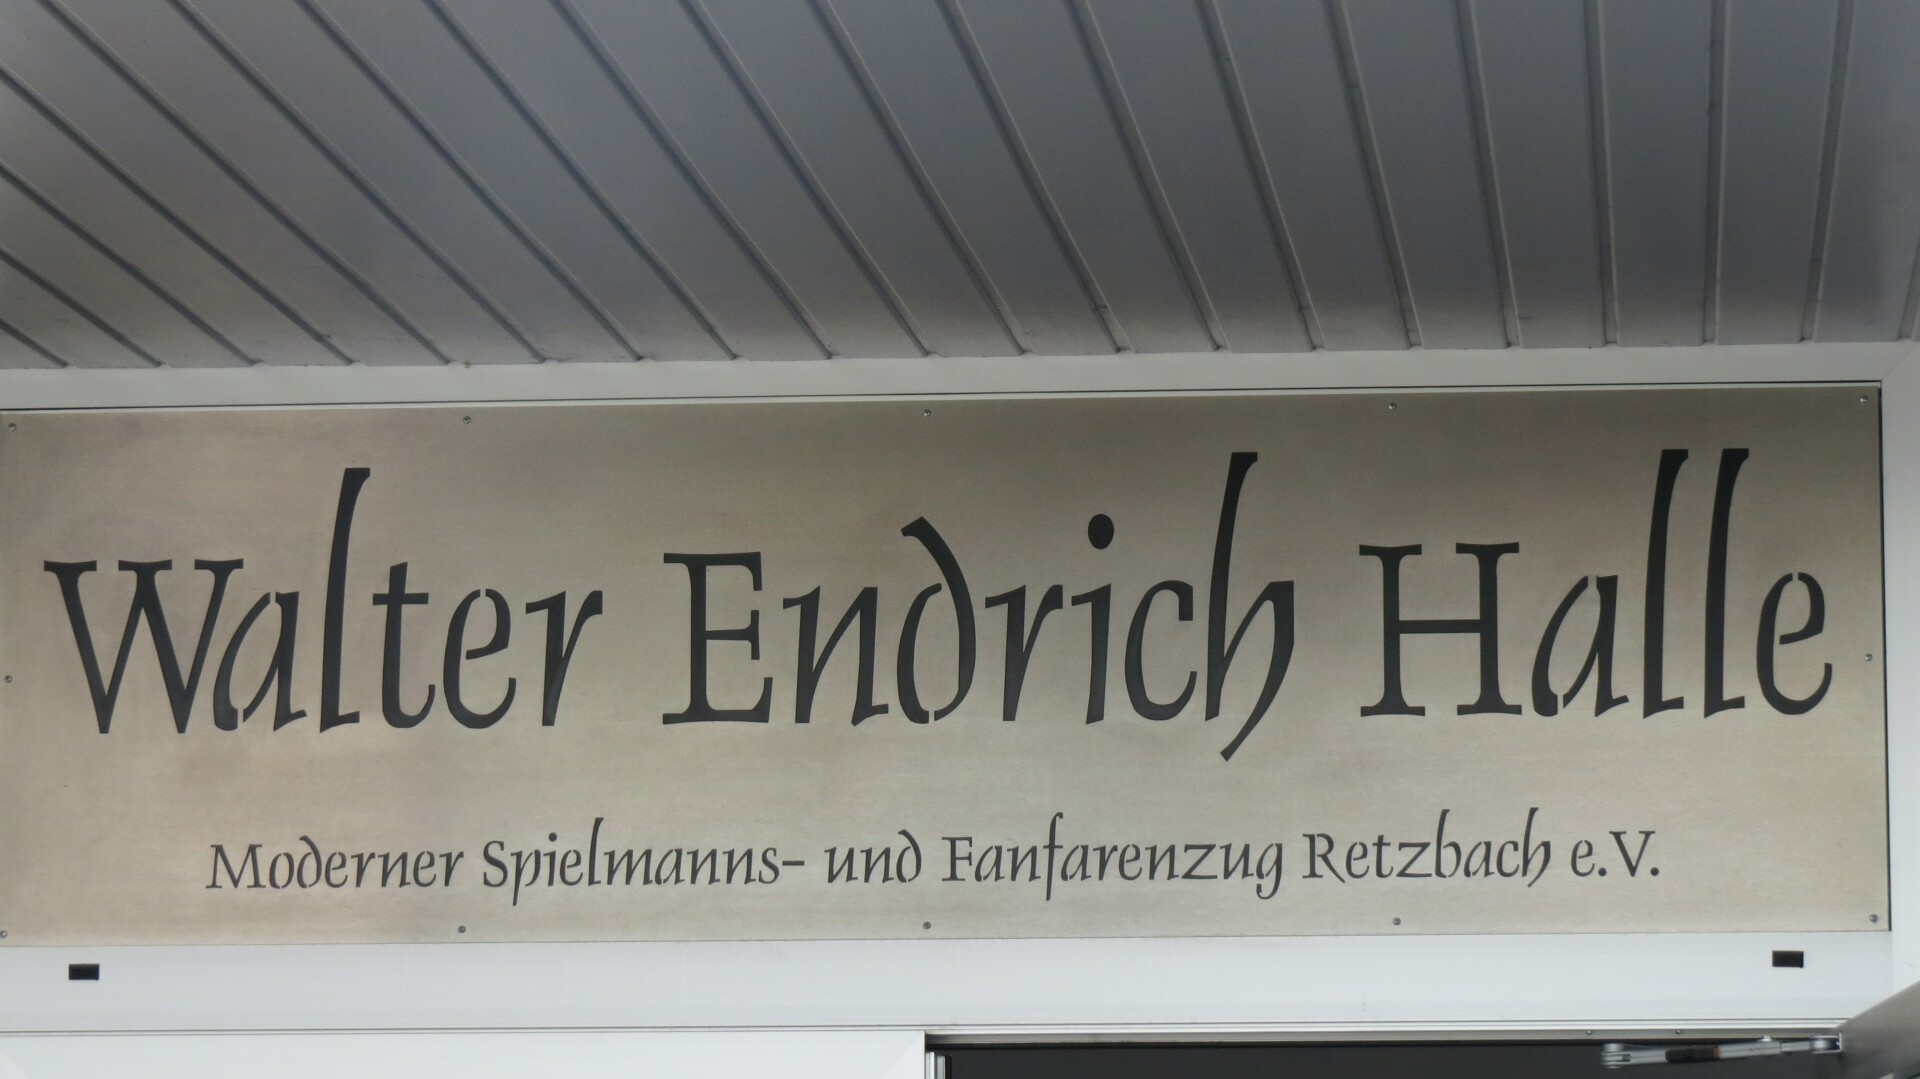 Walter Endrich Halle
Moderner Spielmanns- und Fanfarenzug Retzbach e.V.